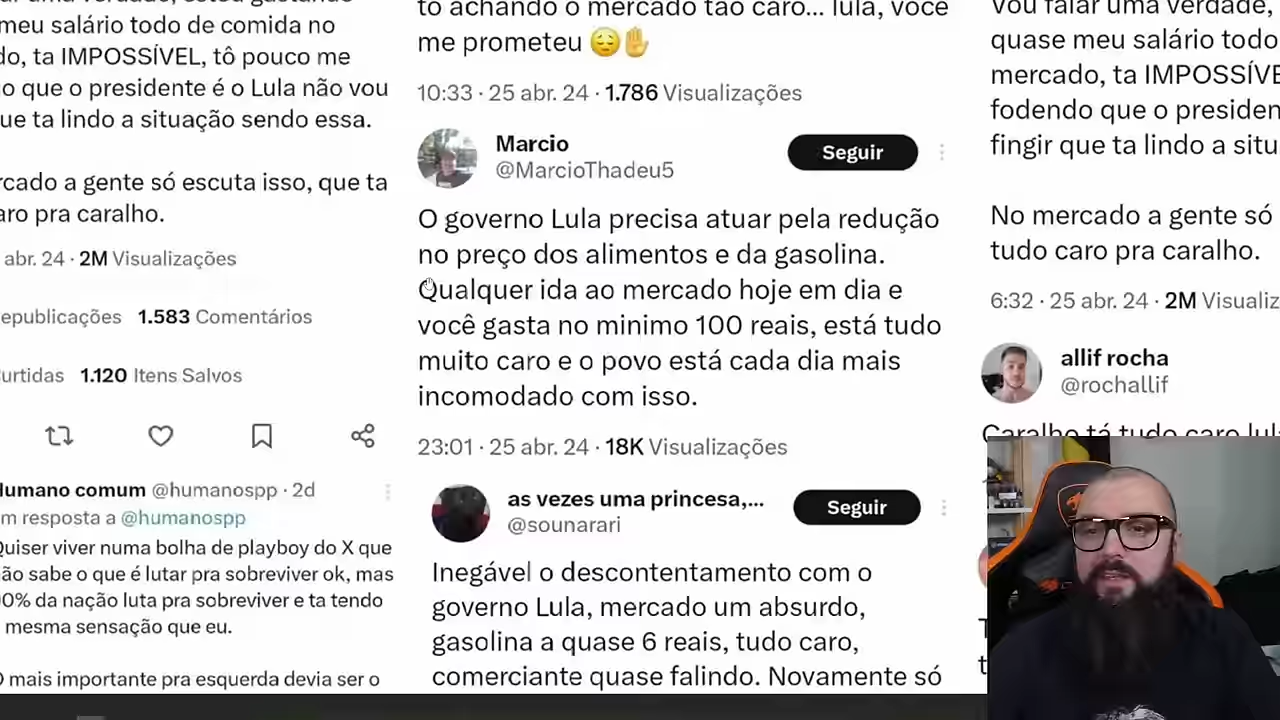 meu salário todo de comida no
do, ta IMPOSSÍVEL, tô pouco me
o que o presidente é o Lula não vou
ue ta lindo a situação sendo essa.
rcado a gente só escuta isso, que ta
aro pra caralho.
abr. 24 · 2M Visualizações
epublicações 1.583 Comentários
urtidas 1.120 Itens Salvos
Humano comum @humanospp · 2d
m resposta a @humanospp
Quiser viver numa bolha de playboy do X que
ão sabe o que é lutar pra sobreviver ok, mas
0% da nação luta pra sobreviver e ta tendo
mesma sensação que eu.
O mais importante pra esquerda devia ser o
to achando o mercado tão caro... lula, você
me prometeu 😔✋
10:33 · 25 abr. 24 · 1.786 Visualizações
Marcio
@MarcioThadeu5
Seguir
O governo Lula precisa atuar pela redução
no preço dos alimentos e da gasolina.
Qualquer ida ao mercado hoje em dia e
você gasta no minimo 100 reais, está tudo
muito caro e o povo está cada dia mais
incomodado com isso.
23:01 · 25 abr. 24 · 18K Visualizações
as vezes uma princesa,...
@sounarari
Seguir
Inegável o descontentamento com o
governo Lula, mercado um absurdo,
gasolina a quase 6 reais, tudo caro,
comerciante quase falindo. Novamente só
Vou falar uma verdade,
quase meu salário todo
mercado, ta IMPOSSÍVE
fodendo que o presiden
fingir que ta lindo a situ
No mercado a gente só
tudo caro pra caralho.
6:32 · 25 abr. 24 · 2M Visualiz
allif rocha
@rochallif
Caralho tá tudo caro lula